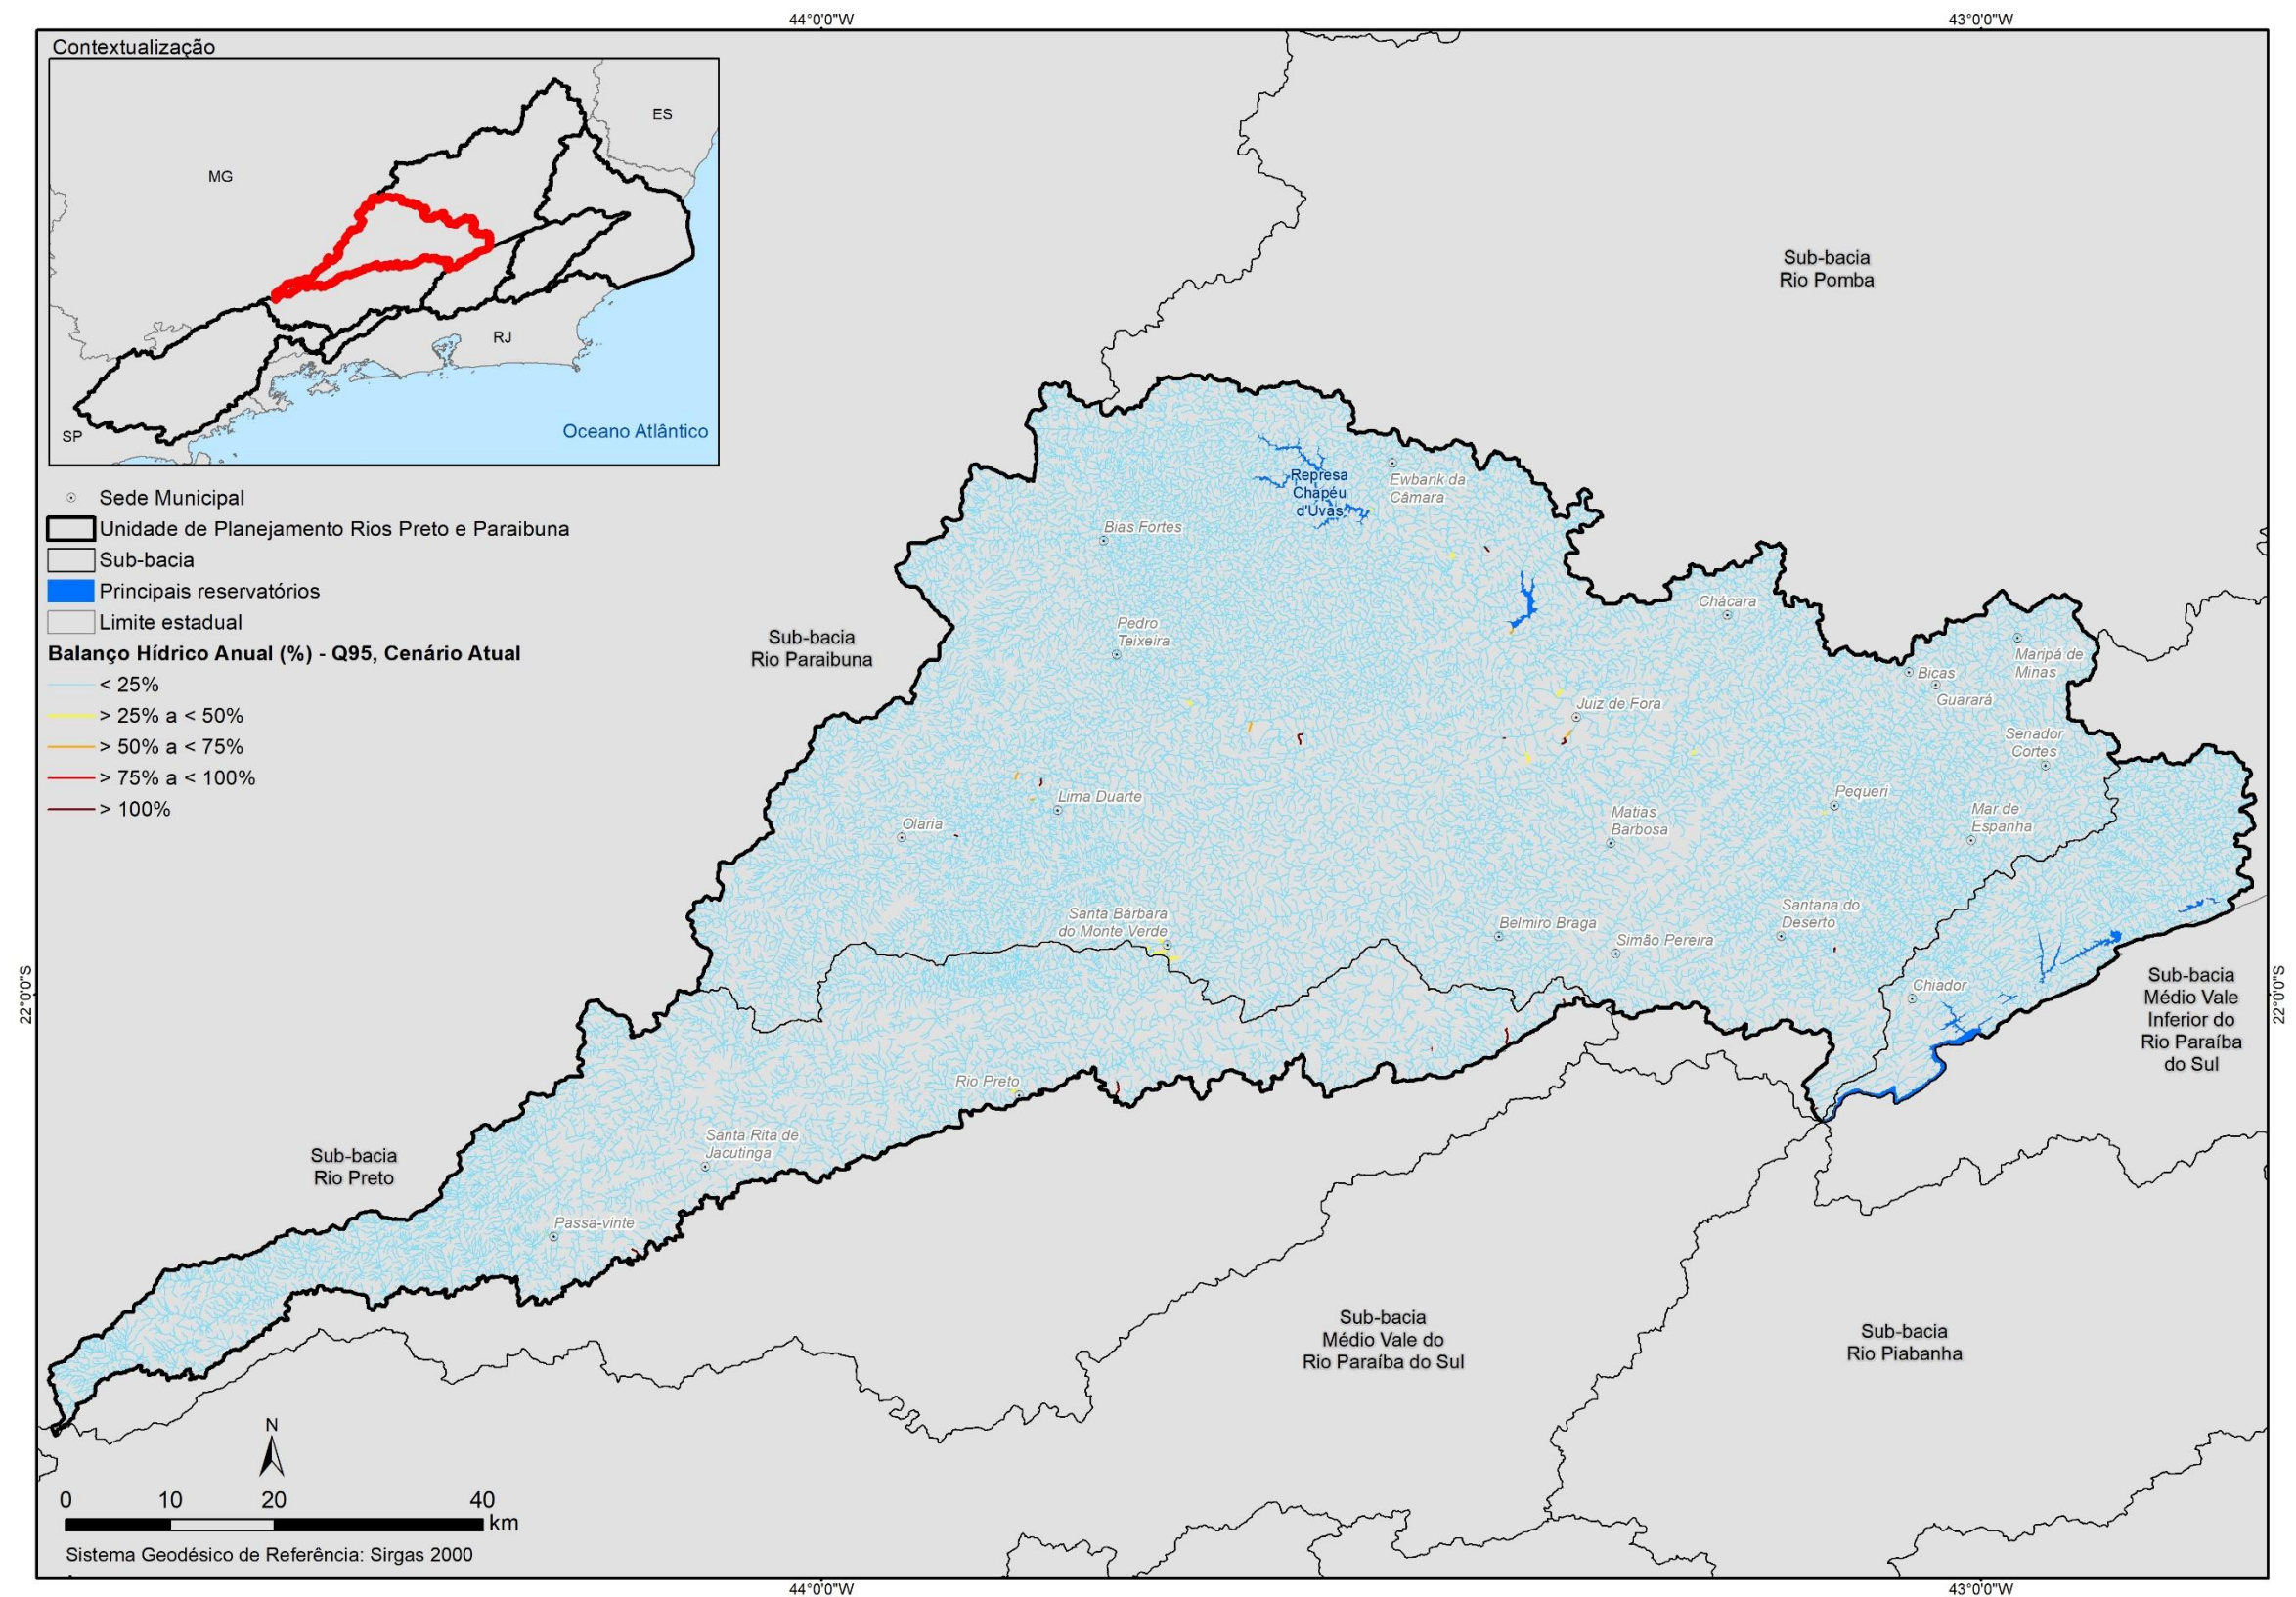 44°0'0"W
43°0'0"W
Contextualização
ES
MG
RJ
SP
Oceano Atlântico
Sede Municipal
Unidade de Planejamento Rios Preto e Paraibuna
Sub-bacia
Principais reservatórios
Limite estadual
Balanço Hídrico Anual (%) - Q95, Cenário Atual
< 25%
> 25% a < 50%
> 50% a < 75%
> 75% a < 100%
> 100%
Sub-bacia
Rio Pomba
Represa
Chapéu
d'Uvas
Ewbank da
Câmara
Bias Fortes
Chácara
Pedro
Teixeira
Sub-bacia
Rio Paraibuna
Maripá de
Minas
Bicas
Guarará
Juiz de Fora
Senador
Cortes
Lima Duarte
Pequeri
Olaria
Matias
Barbosa
Mar de
Espanha
Santa Bárbara
do Monte Verde
Belmiro Braga
Simão Pereira
Santana do
Deserto
Chiador
22°0'0"S
22°0'0"S
Sub-bacia
Médio Vale
Inferior do
Rio Paraíba
do Sul
Rio Preto
Santa Rita de
Jacutinga
Sub-bacia
Rio Preto
Passa-vinte
Sub-bacia
Médio Vale do
Rio Paraíba do Sul
Sub-bacia
Rio Piabanha
N
0 10 20 40
km
Sistema Geodésico de Referência: Sirgas 2000
44°0'0"W
43°0'0"W